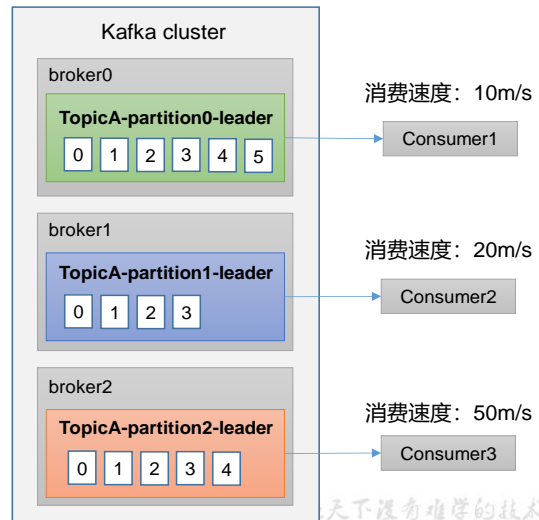 Kafka cluster
broker0
TopicA-partition0-leader
0 1 2 3 4 5
消费速度：10m/s
Consumer1
broker1
TopicA-partition1-leader
0 1 2 3
消费速度：20m/s
Consumer2
broker2
TopicA-partition2-leader
0 1 2 3 4
消费速度：50m/s
Consumer3
天下没有难学的技术